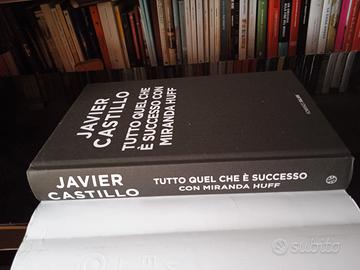 JAVIER
CASTILLO
TUTTO QUEL CHE
È SUCCESSO CON
MIRANDA HUFF
JAVIER
CASTILLO
TUTTO QUEL CHE È SUCCESSO
CON MIRANDA HUFF
subito